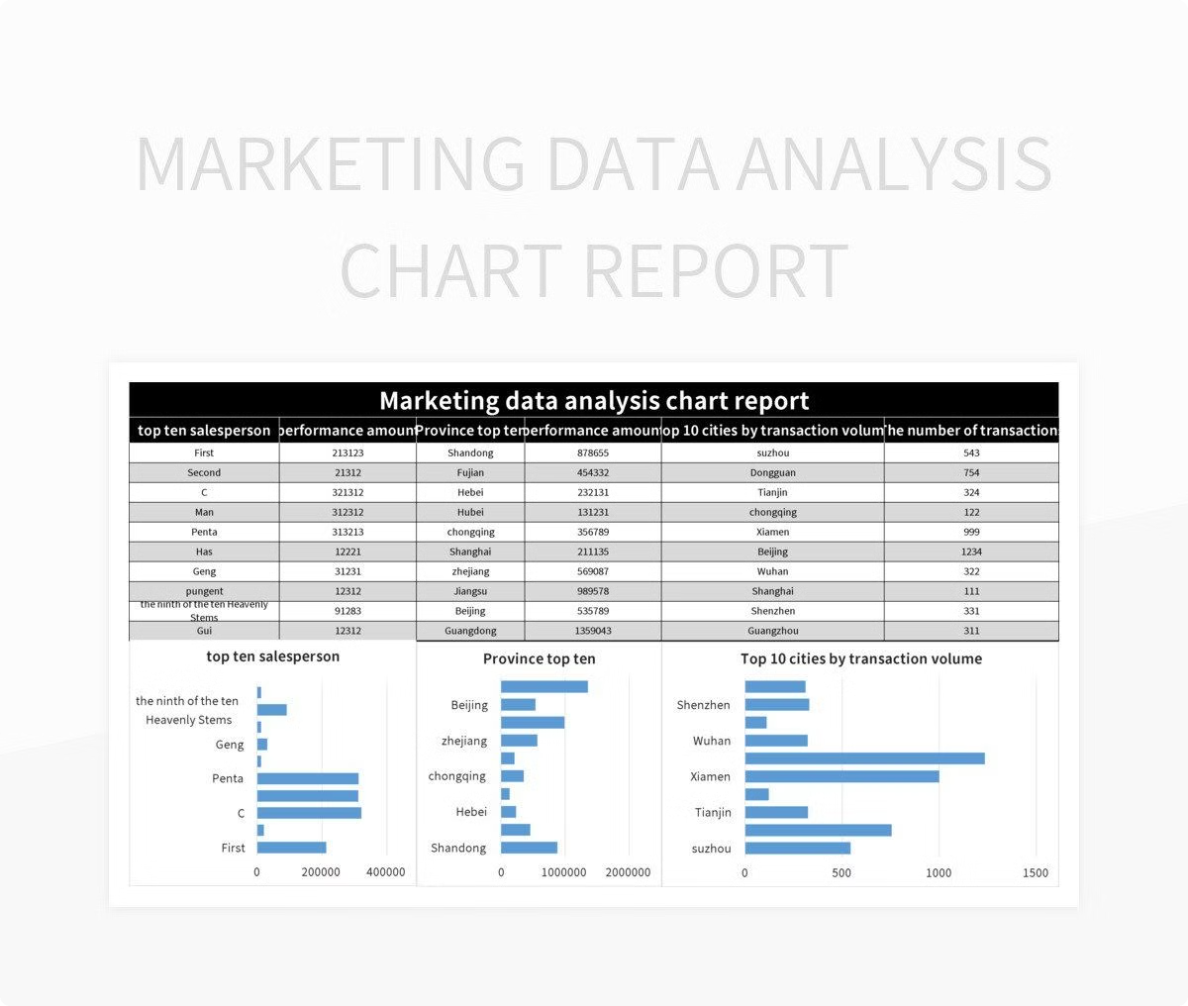 MARKETING DATA ANALYSIS
CHART REPORT
Marketing data analysis chart report
top ten salesperson performance amoun Province top ten performance amoun op 10 cities by transaction volum he number of transaction
First 213123 Shandong 878655 suzhou 543
Second 21312 Fujian 454332 Dongguan 754
C 321312 Hebei 232131 Tianjin 324
Man 312312 Hubei 131231 chongqing 122
Penta 313213 chongqing 356789 Xiamen 999
Has 12221 Shanghai 211135 Beijing 1234
Geng 31231 zhejiang 569087 Wuhan 322
pungent 12312 Jiangsu 989578 Shanghai 111
the ninth of the ten Heavenly
Stems 91283 Beijing 535789 Shenzhen 331
Gui 12312 Guangdong 1359043 Guangzhou 311
top ten salesperson
the ninth of the ten
Heavenly Stems
Geng
Penta
C
First
0 200000 400000
Province top ten
Beijing
zhejiang
chongqing
Hebei
Shandong
0 1000000 2000000
Top 10 cities by transaction volume
Shenzhen
Wuhan
Xiamen
Tianjin
suzhou
0 500 1000 1500